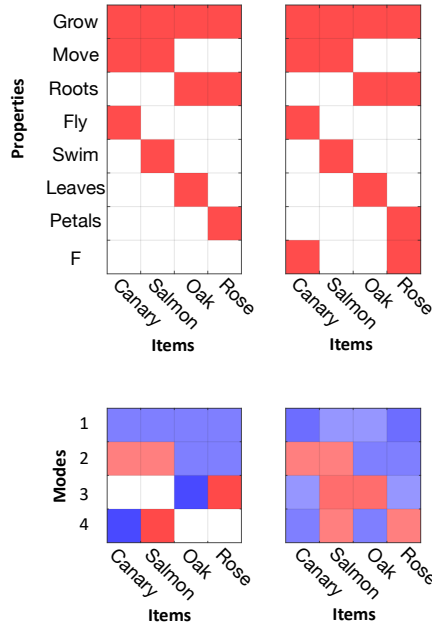 Properties
Grow
Move
Roots
Fly
Swim
Leaves
Petals
F
Canary
Salmon
Oak
Rose
Items
Canary
Salmon
Oak
Rose
Items
Modes
1
2
3
4
Canary
Salmon
Oak
Rose
Items
Canary
Salmon
Oak
Rose
Items